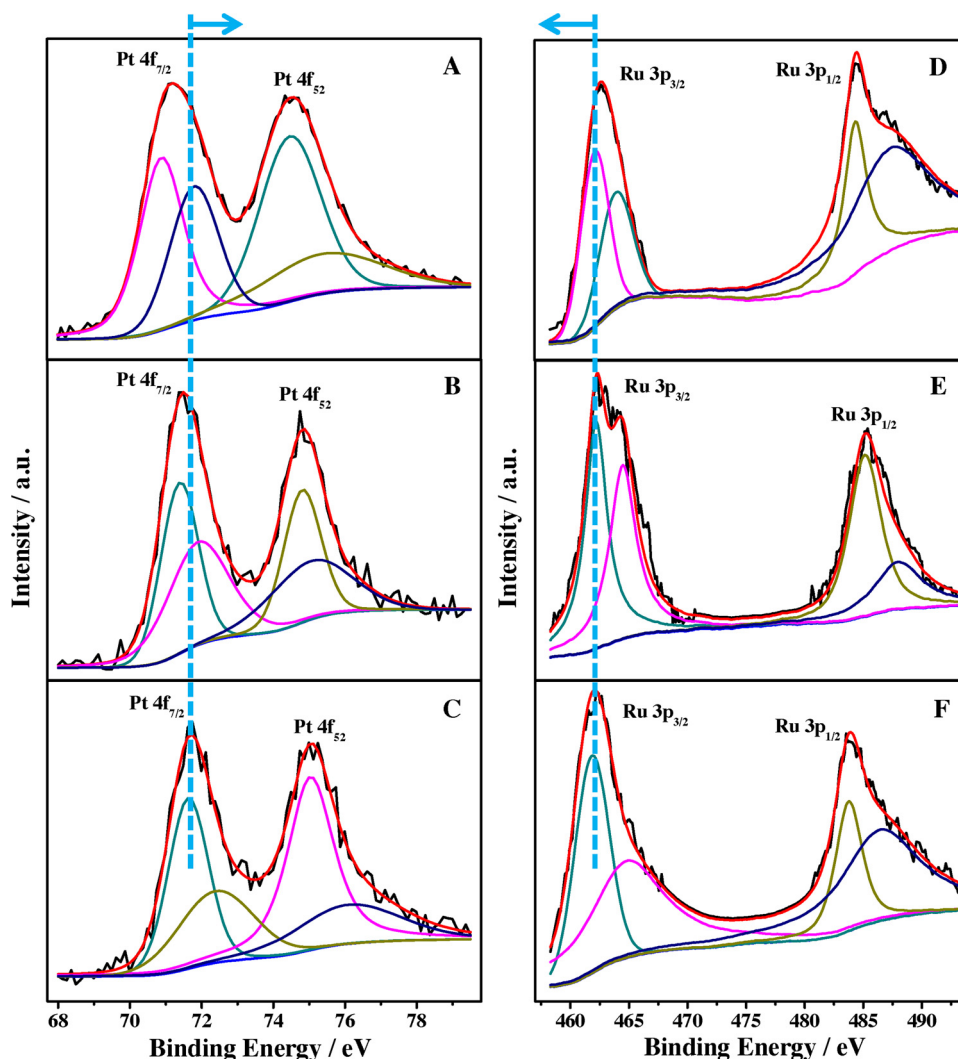 Pt 4f7/2
Pt 4f52
A
Pt 4f7/2
Pt 4f52
B
Pt 4f7/2
Pt 4f52
C
Intensity / a.u.
68 70 72 74 76 78
Binding Energy / eV
Ru 3p3/2
Ru 3p1/2
D
Ru 3p3/2
Ru 3p1/2
E
Ru 3p3/2
Ru 3p1/2
F
Intensity / a.u.
460 465 470 475 480 485 490
Binding Energy / eV